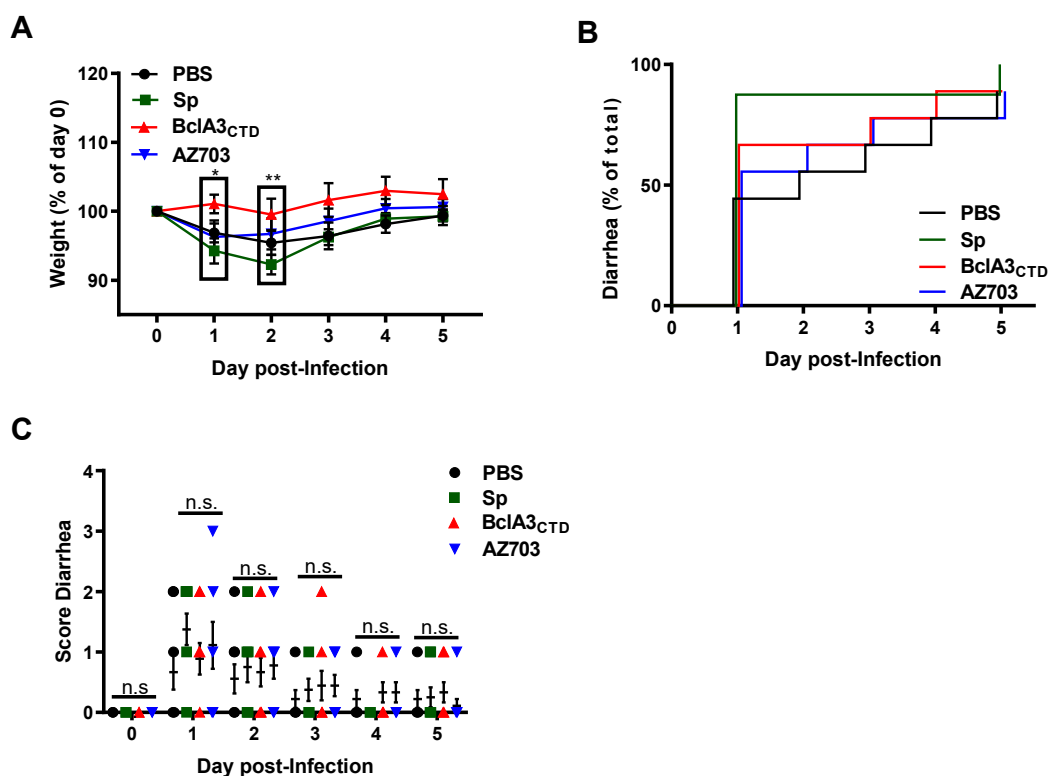 A
120
110
100
90
Weight (% of day 0)
PBS
Sp
BclA3CTD
AZ703
*
**
0 1 2 3 4 5
Day post-Infection
B
100
50
0
Diarrhea (% of total)
PBS
Sp
BclA3CTD
AZ703
0 1 2 3 4 5
Day post-Infection
C
4
3
2
1
0
Score Diarrhea
PBS
Sp
BclA3CTD
AZ703
n.s
n.s.
n.s.
n.s.
n.s.
n.s.
0 1 2 3 4 5
Day post-Infection